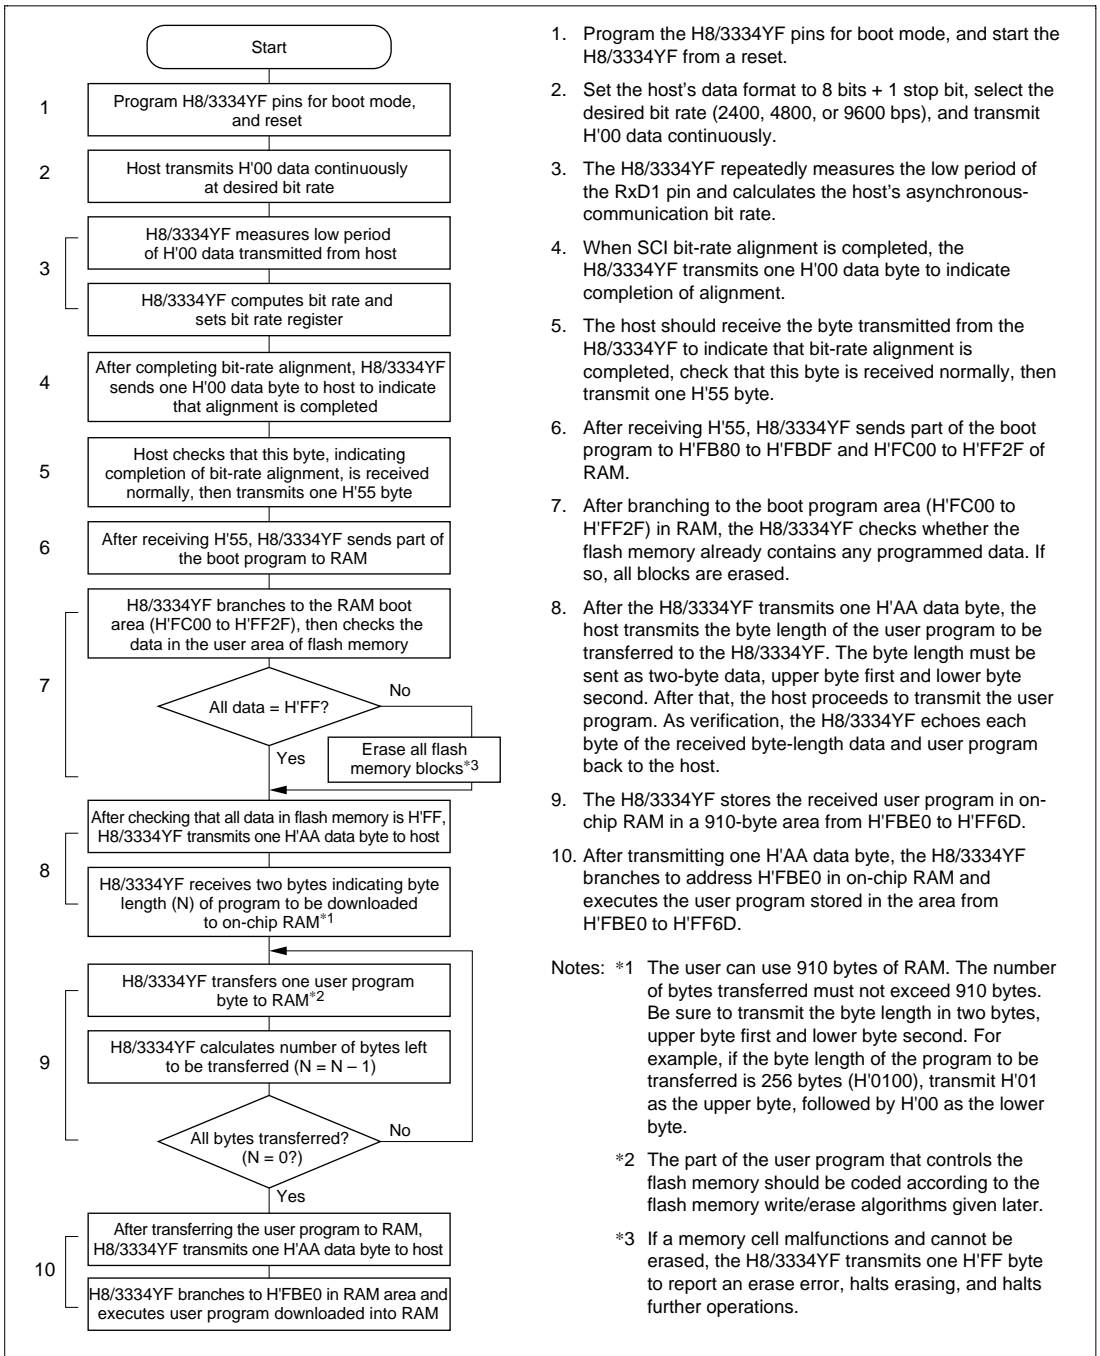 Start
1
Program H8/3334YF pins for boot mode,
and reset
2
Host transmits H'00 data continuously
at desired bit rate
3
H8/3334YF measures low period
of H'00 data transmitted from host
H8/3334YF computes bit rate and
sets bit rate register
4
After completing bit-rate alignment, H8/3334YF
sends one H'00 data byte to host to indicate
that alignment is completed
5
Host checks that this byte, indicating
completion of bit-rate alignment, is received
normally, then transmits one H'55 byte
6
After receiving H'55, H8/3334YF sends part of
the boot program to RAM
7
H8/3334YF branches to the RAM boot
area (H'FC00 to H'FF2F), then checks the
data in the user area of flash memory
All data = H'FF?
No
Yes
Erase all flash
memory blocks*3
8
After checking that all data in flash memory is H'FF,
H8/3334YF transmits one H'AA data byte to host
H8/3334YF receives two bytes indicating byte
length (N) of program to be downloaded
to on-chip RAM*1
9
H8/3334YF transfers one user program
byte to RAM*2
H8/3334YF calculates number of bytes left
to be transferred (N = N – 1)
All bytes transferred?
(N = 0?)
No
Yes
10
After transferring the user program to RAM,
H8/3334YF transmits one H'AA data byte to host
H8/3334YF branches to H'FBE0 in RAM area and
executes user program downloaded into RAM
1. Program the H8/3334YF pins for boot mode, and start the
H8/3334YF from a reset.
2. Set the host's data format to 8 bits + 1 stop bit, select the
desired bit rate (2400, 4800, or 9600 bps), and transmit
H'00 data continuously.
3. The H8/3334YF repeatedly measures the low period of
the RxD1 pin and calculates the host's asynchronous-
communication bit rate.
4. When SCI bit-rate alignment is completed, the
H8/3334YF transmits one H'00 data byte to indicate
completion of alignment.
5. The host should receive the byte transmitted from the
H8/3334YF to indicate that bit-rate alignment is
completed, check that this byte is received normally, then
transmit one H'55 byte.
6. After receiving H'55, H8/3334YF sends part of the boot
program to H'FB80 to H'FBDF and H'FC00 to H'FF2F of
RAM.
7. After branching to the boot program area (H'FC00 to
H'FF2F) in RAM, the H8/3334YF checks whether the
flash memory already contains any programmed data. If
so, all blocks are erased.
8. After the H8/3334YF transmits one H'AA data byte, the
host transmits the byte length of the user program to be
transferred to the H8/3334YF. The byte length must be
sent as two-byte data, upper byte first and lower byte
second. After that, the host proceeds to transmit the user
program. As verification, the H8/3334YF echoes each
byte of the received byte-length data and user program
back to the host.
9. The H8/3334YF stores the received user program in on-
chip RAM in a 910-byte area from H'FBE0 to H'FF6D.
10. After transmitting one H'AA data byte, the H8/3334YF
branches to address H'FBE0 in on-chip RAM and
executes the user program stored in the area from
H'FBE0 to H'FF6D.
Notes: *1 The user can use 910 bytes of RAM. The number
of bytes transferred must not exceed 910 bytes.
Be sure to transmit the byte length in two bytes,
upper byte first and lower byte second. For
example, if the byte length of the program to be
transferred is 256 bytes (H'0100), transmit H'01
as the upper byte, followed by H'00 as the lower
byte.
*2 The part of the user program that controls the
flash memory should be coded according to the
flash memory write/erase algorithms given later.
*3 If a memory cell malfunctions and cannot be
erased, the H8/3334YF transmits one H'FF byte
to report an erase error, halts erasing, and halts
further operations.